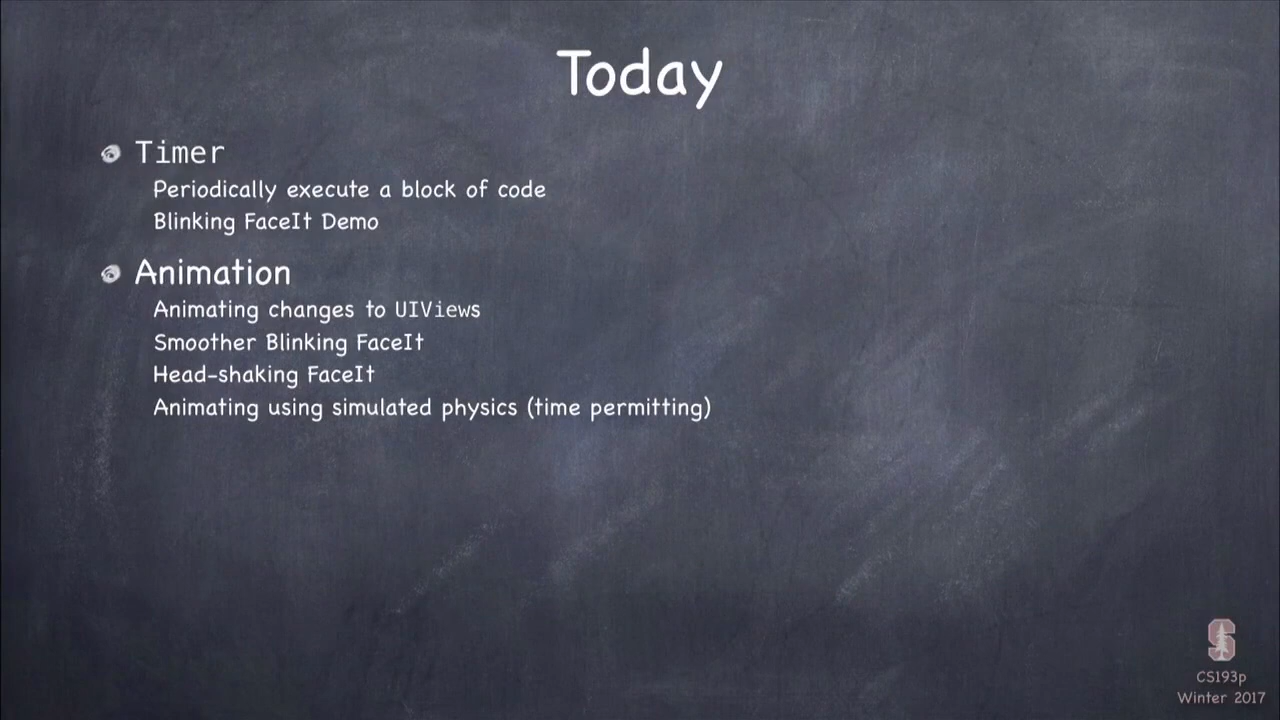 Today
Timer
Periodically execute a block of code
Blinking FaceIt Demo
Animation
Animating changes to UIViews
Smoother Blinking FaceIt
Head-shaking FaceIt
Animating using simulated physics (time permitting)
S
CS193p
Winter 2017